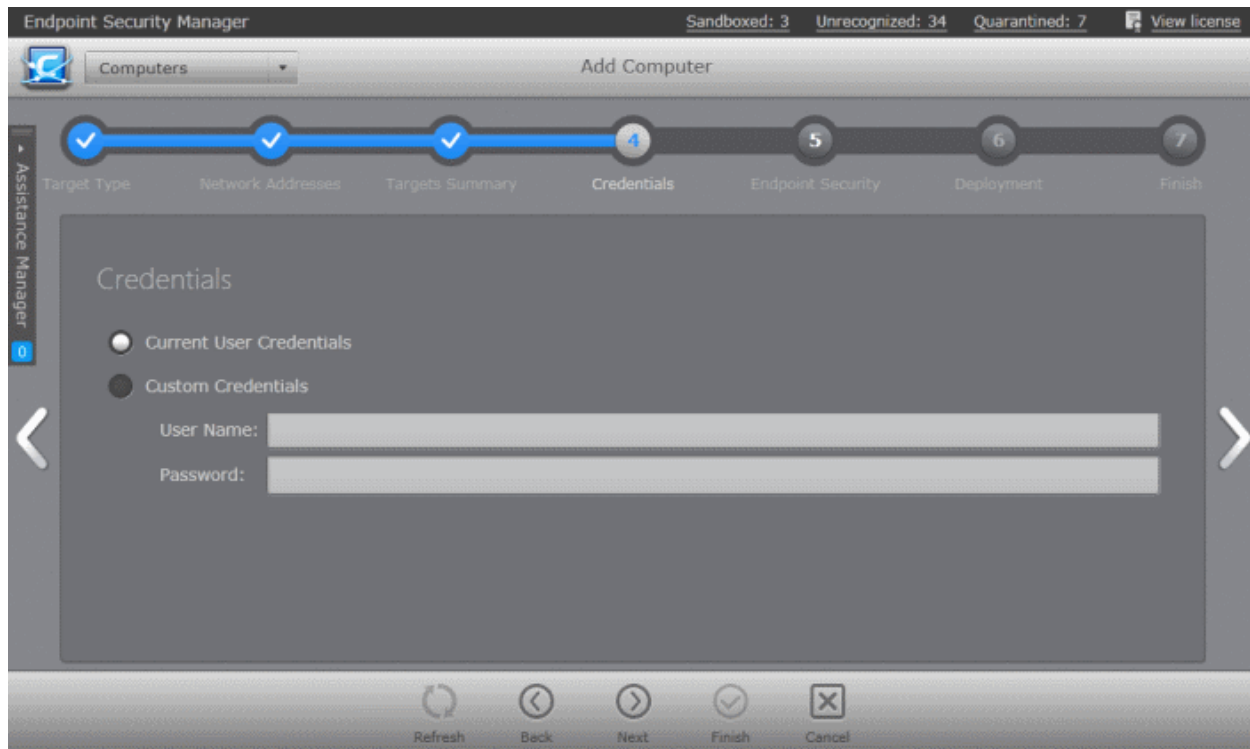 Endpoint Security Manager Sandboxed: 3 Unrecognized: 34 Quarantined: 7 View license
Computers Add Computer
4 5 6 7
Target Type Network Addresses Targets Summary Credentials Endpoint Security Deployment Finish
Assistance Manager
0
Credentials
Current User Credentials
Custom Credentials
User Name:
Password:
Refresh Back Next Finish Cancel